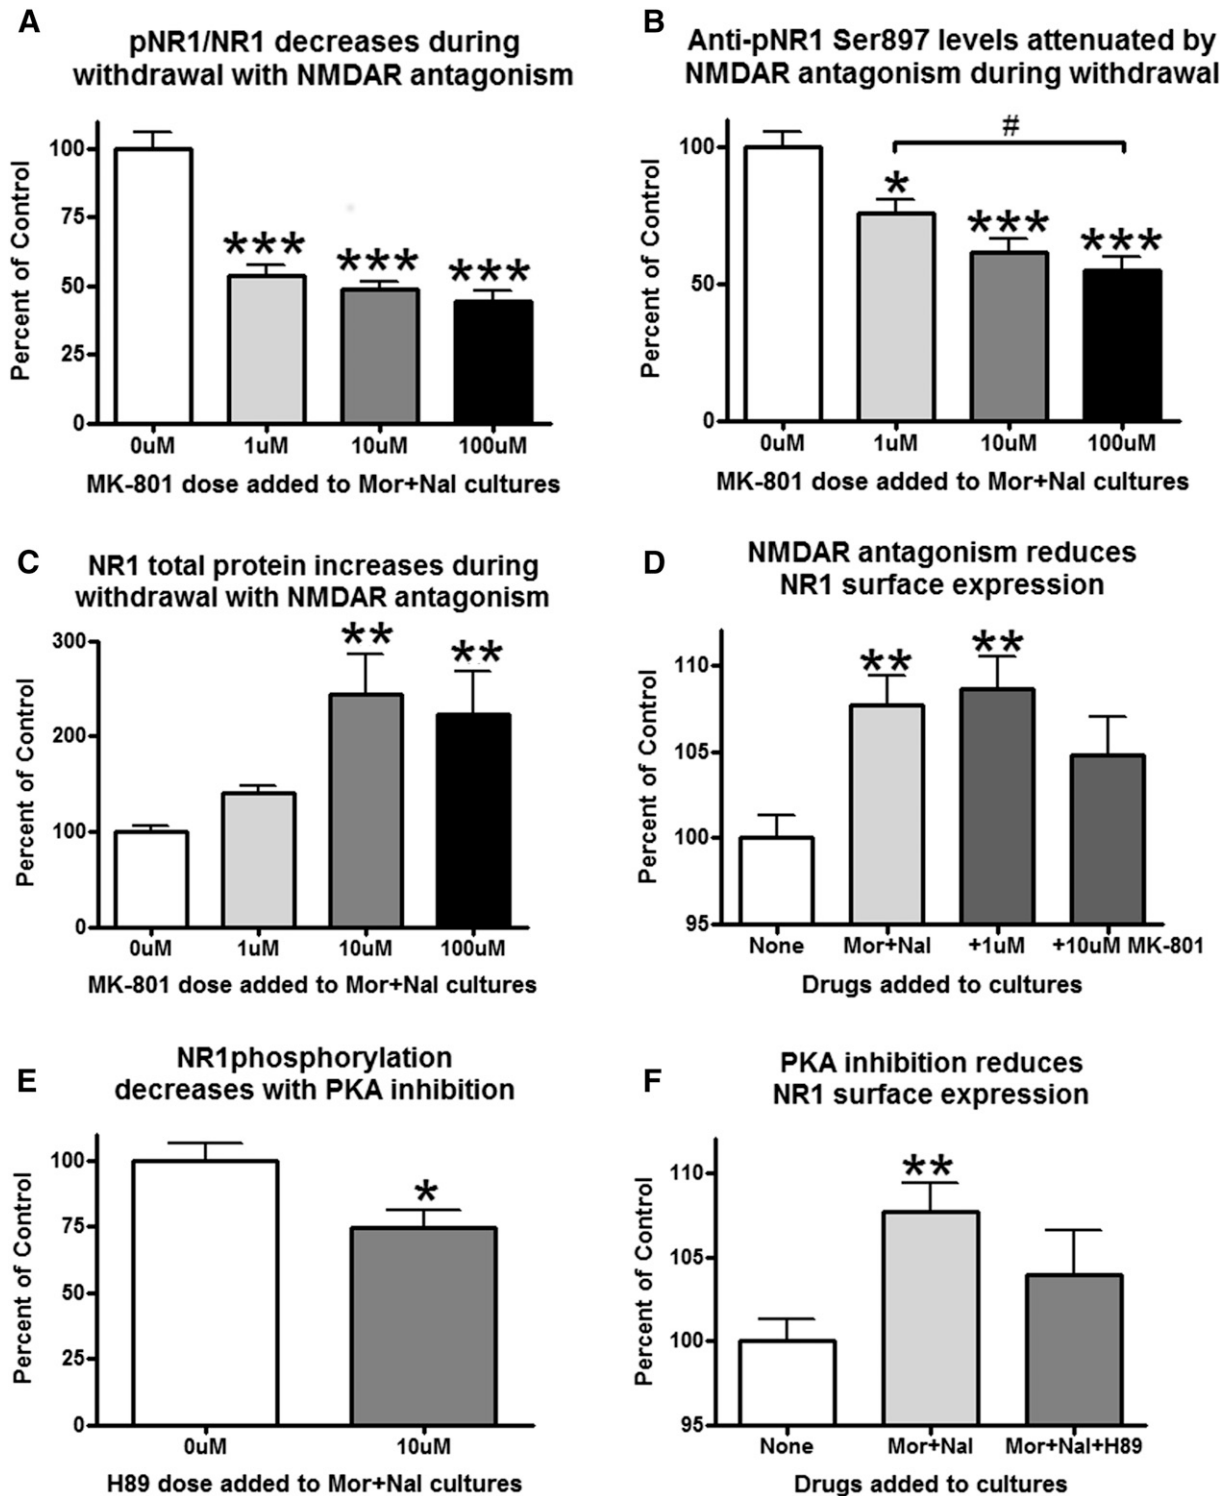 A
pNR1/NR1 decreases during
withdrawal with NMDAR antagonism
Percent of Control
100
75
50
25
0
***
***
***
0uM
1uM
10uM
100uM
MK-801 dose added to Mor+Nal cultures
B
Anti-pNR1 Ser897 levels attenuated by
NMDAR antagonism during withdrawal
Percent of Control
100
50
0
#
*
***
***
0uM
1uM
10uM
100uM
MK-801 dose added to Mor+Nal cultures
C
NR1 total protein increases during
withdrawal with NMDAR antagonism
Percent of Control
300
200
100
0
**
**
0uM
1uM
10uM
100uM
MK-801 dose added to Mor+Nal cultures
D
NMDAR antagonism reduces
NR1 surface expression
Percent of Control
110
105
100
95
**
**
None
Mor+Nal
+1uM
+10uM MK-801
Drugs added to cultures
E
NR1phosphorylation
decreases with PKA inhibition
Percent of Control
100
75
50
25
0
*
0uM
10uM
H89 dose added to Mor+Nal cultures
F
PKA inhibition reduces
NR1 surface expression
Percent of Control
110
105
100
95
**
None
Mor+Nal
Mor+Nal+H89
Drugs added to cultures